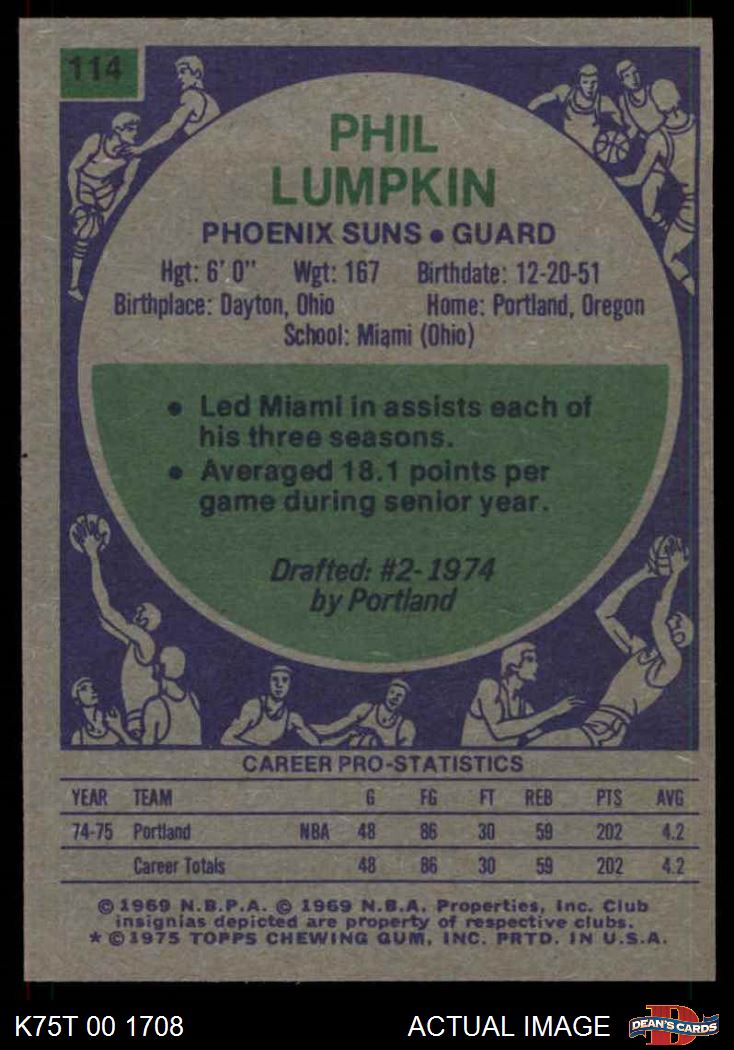 114
PHIL
LUMPKIN
PHOENIX SUNS • GUARD
Hgt: 6' 0" Wgt: 167 Birthdate: 12-20-51
Birthplace: Dayton, Ohio Home: Portland, Oregon
School: Miami (Ohio)
• Led Miami in assists each of
his three seasons.
• Averaged 18.1 points per
game during senior year.
Drafted: #2-1974
by Portland
CAREER PRO-STATISTICS
YEAR TEAM G FG FT REB PTS AVG
74-75 Portland NBA 48 86 30 59 202 4.2
Career Totals 48 86 30 59 202 4.2
© 1969 N.B.P.A. © 1969 N.B.A. Properties, Inc. Club
insignias depicted are property of respective clubs.
* © 1975 TOPPS CHEWING GUM, INC. PRTD. IN U.S.A.
K75T 00 1708 ACTUAL IMAGE D DEAN'S CARDS